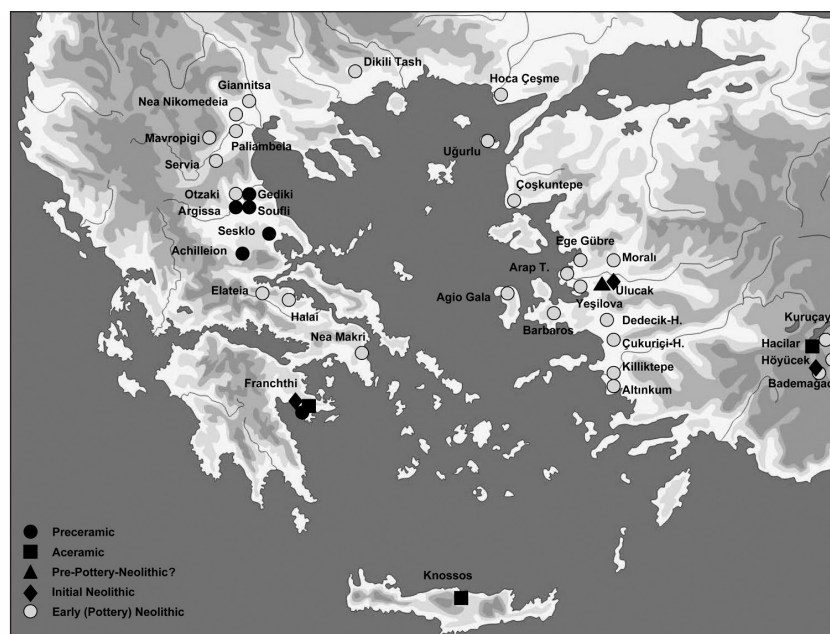 Dikili Tash
Hoca Çeşme
Giannitsa
Nea Nikomedeia
Mavropigi
Paliambela
Servia
Uğurlu
Otzaki
Gediki
Argissa
Soufli
Sesklo
Achilleion
Çoşkuntepe
Ege Gübre
Moralı
Arap T.
Ulucak
Agio Gala
Yeşilova
Barbaros
Dedecik-H.
Elateia
Halai
Nea Makri
Çukuriçi-H.
Killiktepe
Altınkum
Kuruçay
Hacilar
Höyücek
Bademağac
Franchthi
Knossos
Preceramic
Aceramic
Pre-Pottery-Neolithic?
Initial Neolithic
Early (Pottery) Neolithic